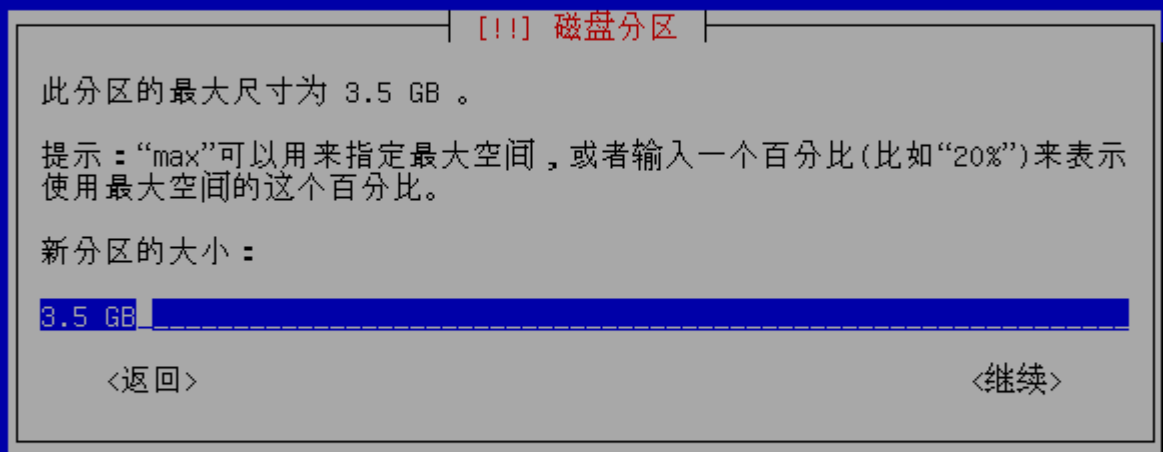 [!!] 磁盘分区
此分区的最大尺寸为 3.5 GB 。
提示：“max”可以用来指定最大空间，或者输入一个百分比(比如“20%”)来表示
使用最大空间的这个百分比。
新分区的大小：
3.5 GB
<返回> <继续>